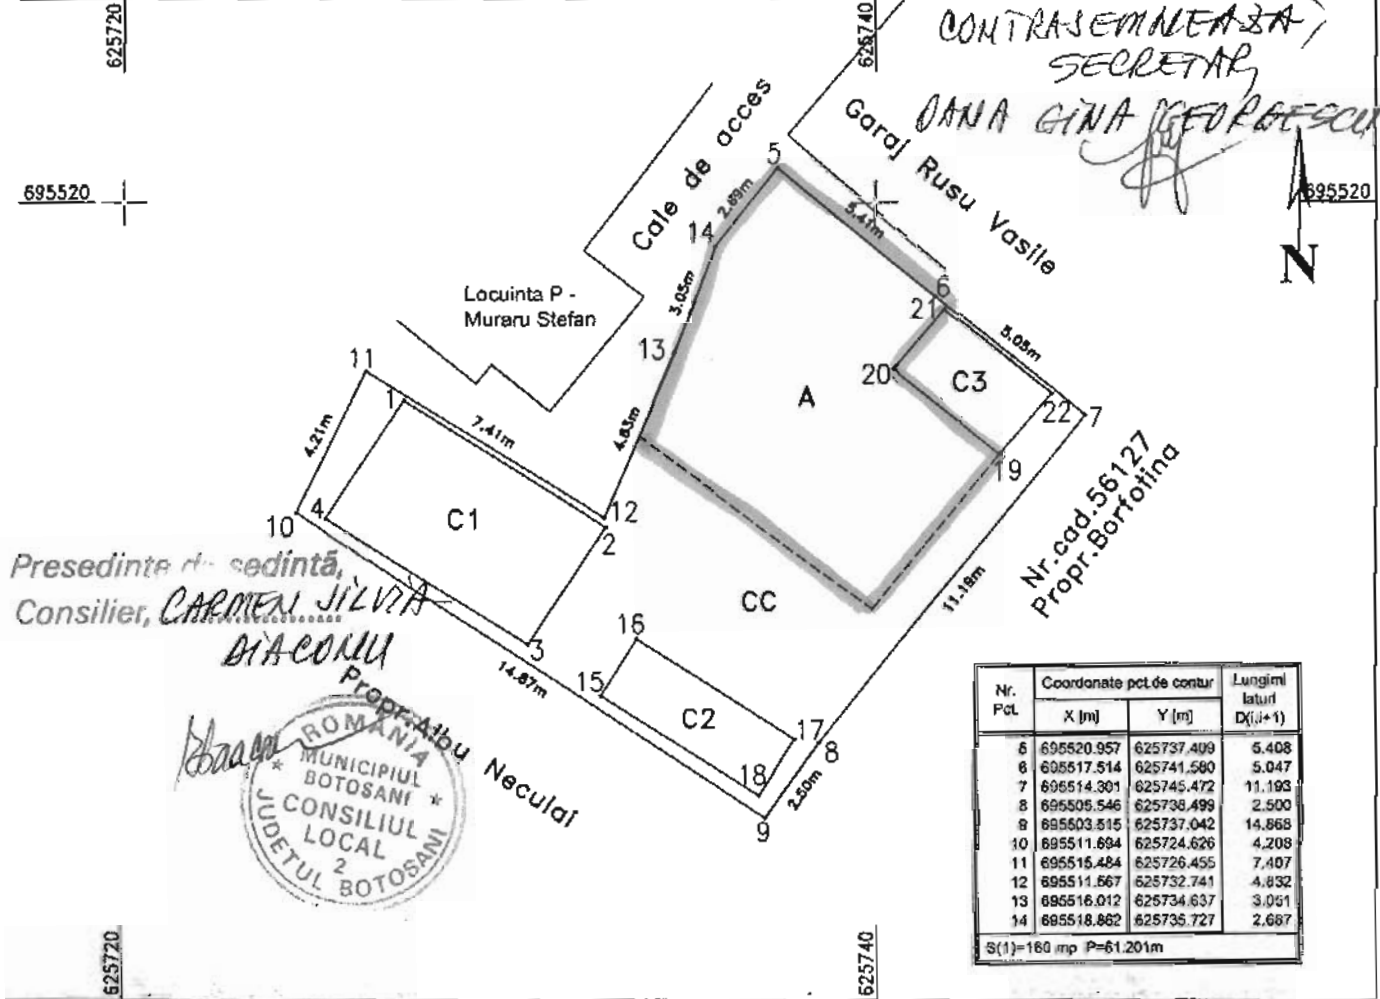 625720
625740
CONTRASEMNEAZA,
SECRETAR,
DANA GINA GEORGESCU
695520
695520
N
Cale de acces
Garaj Rusu Vasile
5
2.69m
14
5.41m
3.05m
6
21
5.05m
Locuinta P -
Muraru Stefan
13
20
C3
A
22
7
11
1
7.41m
4.83m
4.21m
19
Nr.cad.56127
Propr.Borfotina
10
4
C1
12
2
Presedinte de sedintă,
Consilier, CARMEN SILVIA
DIACONU
3
CC
11.19m
16
15
C2
17
8
18
2.50m
9
14.87m
Propr.Albu Neculai
ROMÂNIA
MUNICIPIUL
BOTOSANI
CONSILIUL
LOCAL
2
JUDETUL BOTOSANI
Nr. Pct. Coordonate pct.de contur Lungimi laturi D(i,i+1)
X [m] Y [m]
5 695520.957 625737.409 5.408
6 695517.514 625741.580 5.047
7 695514.301 625745.472 11.193
8 695505.546 625738.499 2.500
9 695503.515 625737.042 14.868
10 695511.694 625724.626 4.208
11 695515.484 625726.455 7.407
12 695511.567 625732.741 4.832
13 695516.012 625734.637 3.051
14 695518.862 625735.727 2.687
S(1)=160 mp P=61.201m
625720
625740